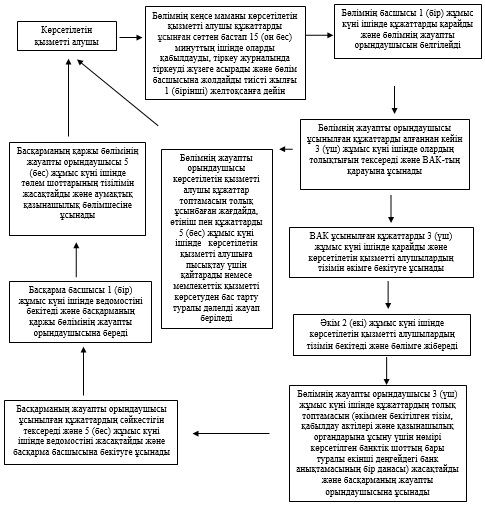 Көрсетілетін
қызметті алушы
Бөлімнің кеңсе маманы көрсетілетін
қызметті алушы құжаттарды
ұсынған сәттен бастап 15 (он бес)
минуттың ішінде оларды
қабылдауды, тіркеу журналында
тіркеуді жүзеге асырады және бөлім
басшысына жолдайды тиісті жылғы
1 (бірінші) желтоқсанға дейін
Бөлімнің басшысы 1 (бір) жұмыс
күні ішінде құжаттарды қарайды
және бөлімнің жауапты
орындаушысын белгілейді
Бөлімнің жауапты орындаушысы
ұсынылған құжаттарды алғаннан кейін
3 (үш) жұмыс күні ішінде олардың
толықтығын тексереді және ВАК-тың
қарауына ұсынады
Бөлімнің
жауапты
орындаушысы
көрсетілетін қызметті
алушы құжаттар
топтамасын толық
ұсынбаған жағдайда,
өтініш пен құжаттарды
5 (бес) жұмыс күні
ішінде көрсетілетін
қызметті алушыға
пысықтау үшін
қайтарады немесе
мемлекеттік қызметті
көрсетуден бас тарту
туралы дәлелді жауап
беріледі
ВАК ұсынылған құжаттарды 3 (үш)
жұмыс күні ішінде қарайды және
көрсетілетін қызметті алушылардың
тізімін әкімге бекітуге ұсынады
Әкім 2 (екі) жұмыс күні ішінде
көрсетілетін қызметті алушылардың
тізімін бекітеді және бөлімге жібереді
Бөлімнің жауапты орындаушысы 3 (үш)
жұмыс күні ішінде құжаттардың толық
топтамасын (әкіммен бекітілген тізім,
қабылдау актілері және қазынашылық
органдарына ұсыну үшін нөмірі
көрсетілген банктік шоттың бары
туралы екінші деңгейдегі банк
анықтамасының бір данасы) жасақтайды
және басқарманың жауапты
орындаушысына ұсынады
Басқарманың жауапты орындаушысы
ұсынылған құжаттардың сәйкестігін
тексереді және 5 (бес) жұмыс күні
ішінде ведомостіні жасақтайды және
басқарма басшысына бекітуге ұсынады
Басқарма басшысы 1 (бір)
жұмыс күні ішінде ведомостіні
бекітеді және басқарманың
қаржы бөлімінің жауапты
орындаушысына береді
Басқарманың қаржы бөлімінің
жауапты орындаушысы 5
(бес) жұмыс күні ішінде
төлем шоттарының тізілімін
жасақтайды және аумақтық
қазынашылық бөлімшесіне
ұсынады